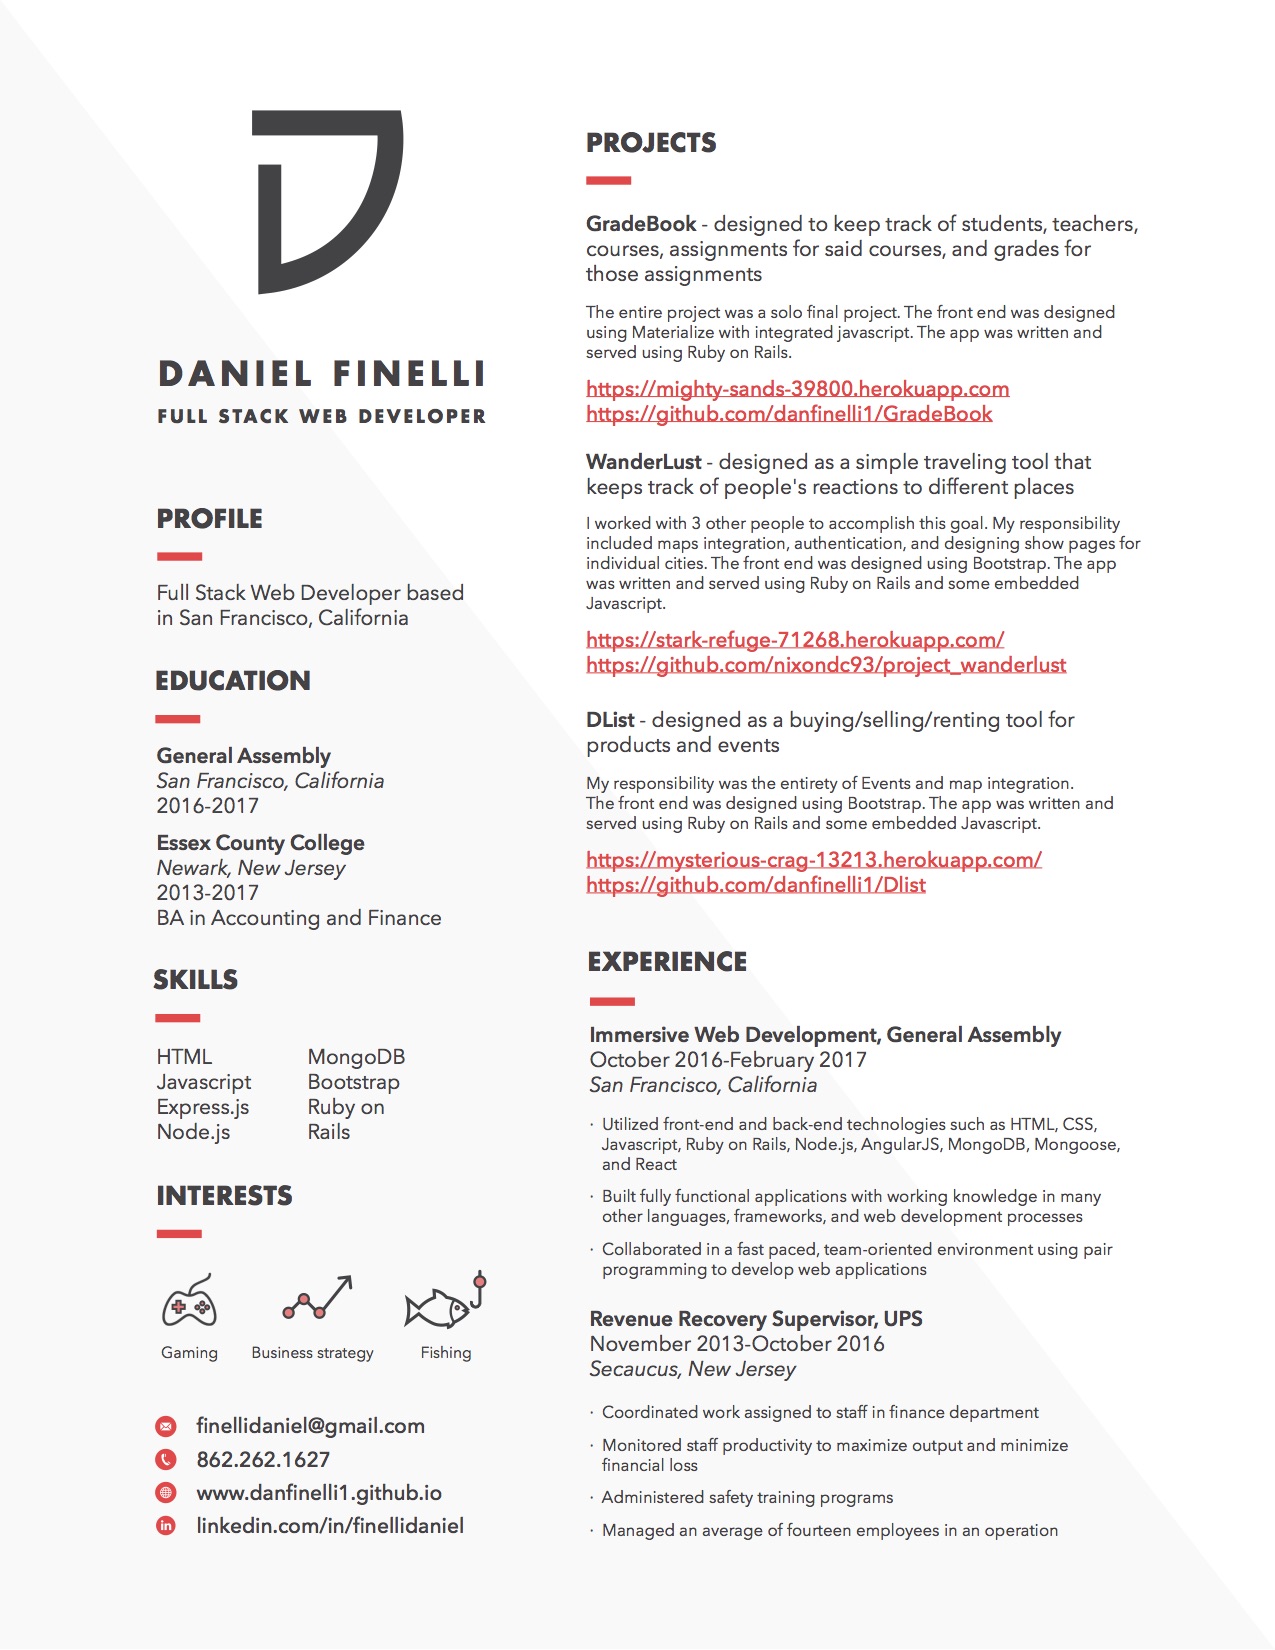 DANIEL FINELLI
FULL STACK WEB DEVELOPER
PROFILE
Full Stack Web Developer based
in San Francisco, California
EDUCATION
General Assembly
San Francisco, California
2016-2017
Essex County College
Newark, New Jersey
2013-2017
BA in Accounting and Finance
SKILLS
HTML
Javascript
Express.js
Node.js
MongoDB
Bootstrap
Ruby on
Rails
INTERESTS
Gaming
Business strategy
Fishing
finellidaniel@gmail.com
862.262.1627
www.danfinelli1.github.io
in linkedin.com/in/finellidaniel
PROJECTS
GradeBook - designed to keep track of students, teachers,
courses, assignments for said courses, and grades for
those assignments
The entire project was a solo final project. The front end was designed
using Materialize with integrated javascript. The app was written and
served using Ruby on Rails.
https://mighty-sands-39800.herokuapp.com
https://github.com/danfinelli1/GradeBook
WanderLust - designed as a simple traveling tool that
keeps track of people's reactions to different places
I worked with 3 other people to accomplish this goal. My responsibility
included maps integration, authentication, and designing show pages for
individual cities. The front end was designed using Bootstrap. The app
was written and served using Ruby on Rails and some embedded
Javascript.
https://stark-refuge-71268.herokuapp.com/
https://github.com/nixondc93/project_wanderlust
DList - designed as a buying/selling/renting tool for
products and events
My responsibility was the entirety of Events and map integration.
The front end was designed using Bootstrap. The app was written and
served using Ruby on Rails and some embedded Javascript.
https://mysterious-crag-13213.herokuapp.com/
https://github.com/danfinelli1/Dlist
EXPERIENCE
Immersive Web Development, General Assembly
October 2016-February 2017
San Francisco, California
· Utilized front-end and back-end technologies such as HTML, CSS,
Javascript, Ruby on Rails, Node.js, AngularJS, MongoDB, Mongoose,
and React
· Built fully functional applications with working knowledge in many
other languages, frameworks, and web development processes
· Collaborated in a fast paced, team-oriented environment using pair
programming to develop web applications
Revenue Recovery Supervisor, UPS
November 2013-October 2016
Secaucus, New Jersey
· Coordinated work assigned to staff in finance department
· Monitored staff productivity to maximize output and minimize
financial loss
· Administered safety training programs
· Managed an average of fourteen employees in an operation